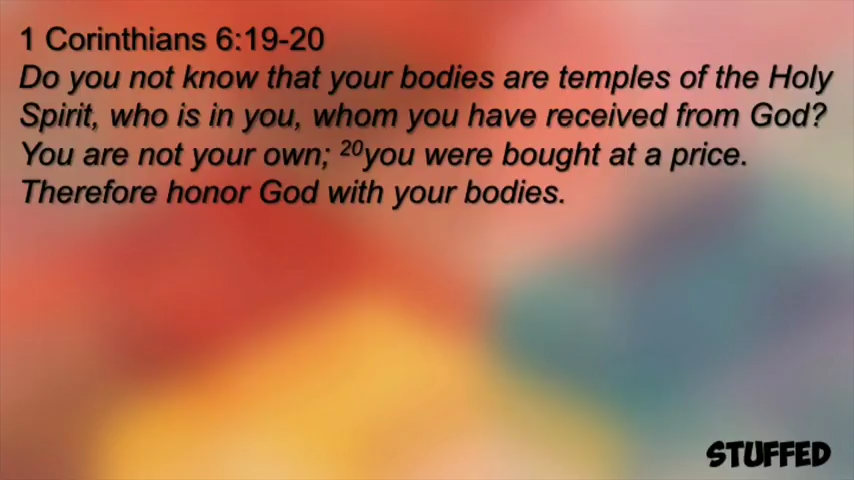 1 Corinthians 6:19-20
Do you not know that your bodies are temples of the Holy
Spirit, who is in you, whom you have received from God?
You are not your own; 20you were bought at a price.
Therefore honor God with your bodies.
STUFFED